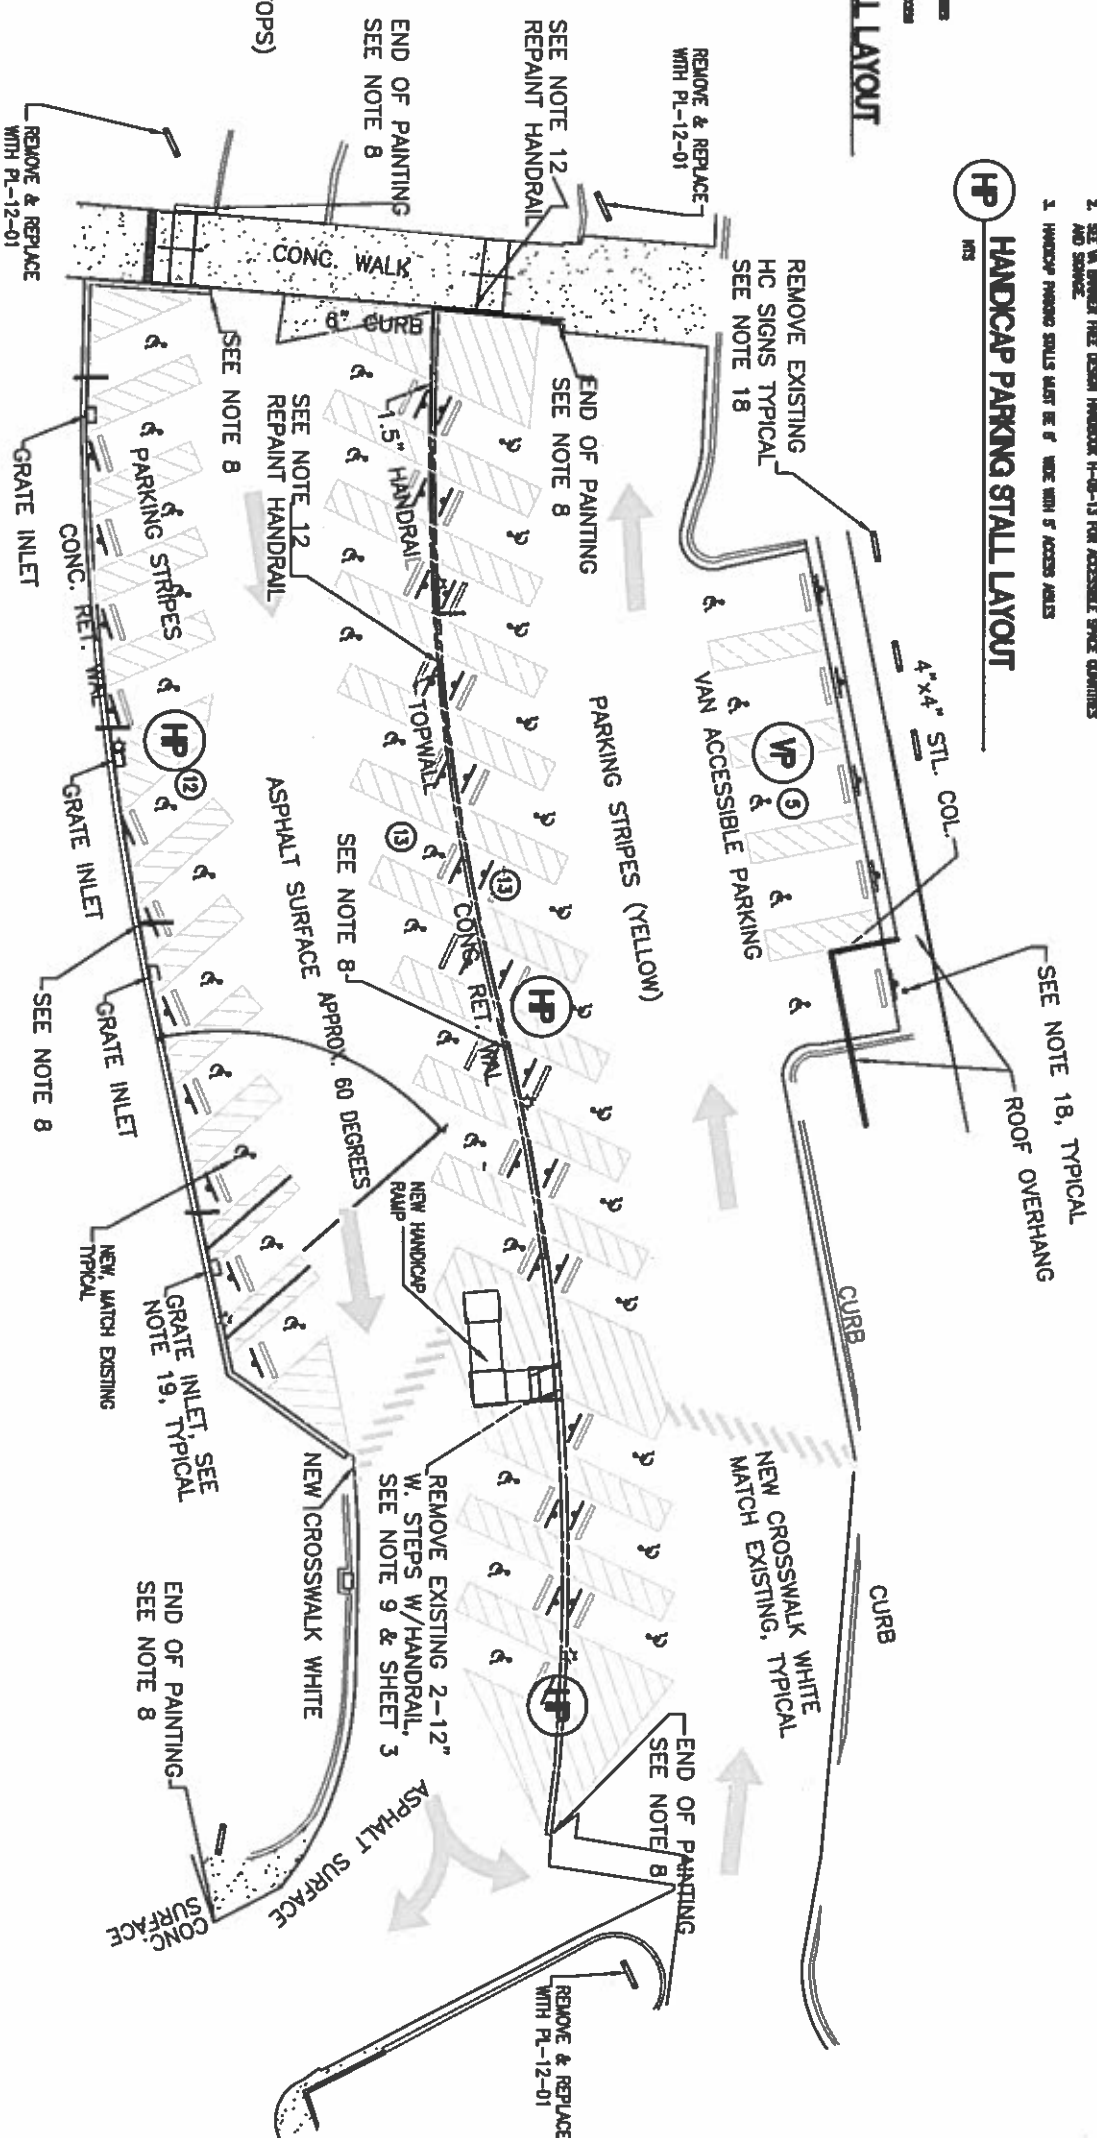 L LAYOUT
2. SEE VA BARRIER FREE DESIGN HANDBOOK H-08-13 FOR ACCESSIBLE SPACE QUANTITIES
AND SIGNAGE.
3. HANDICAP PARKING STALLS MUST BE 8' WIDE WITH 5' ACCESS AISLES
HP
HANDICAP PARKING STALL LAYOUT
NTS
TOPS)
REMOVE & REPLACE
WITH PL-12-01
SEE NOTE 12
REPAINT HANDRAIL
END OF PAINTING
SEE NOTE 8
REMOVE & REPLACE
WITH PL-12-01
CONC. WALK
6" CURB
REMOVE EXISTING
HC SIGNS TYPICAL
SEE NOTE 18
END OF PAINTING
SEE NOTE 8
1.5" HANDRAIL
SEE NOTE 12
REPAINT HANDRAIL
SEE NOTE 8
PARKING STRIPES
GRATE INLET
CONC. RET. WAL
4"x4" STL. COL.
VP
5
VAN ACCESSIBLE PARKING
PARKING STRIPES (YELLOW)
TOPWALL
HP
12
13
13
GRATE INLET
ASPHALT SURFACE
SEE NOTE 8
CONC. RET. WAL
HP
SEE NOTE 18, TYPICAL
ROOF OVERHANG
APPROX. 60 DEGREES
GRATE INLET
SEE NOTE 8
NEW HANDICAP
RAMP
NEW, MATCH EXISTING
TYPICAL
GRATE INLET, SEE
NOTE 19, TYPICAL
CURB
CURB
NEW CROSSWALK WHITE
MATCH EXISTING, TYPICAL
REMOVE EXISTING 2-12"
W. STEPS W/HANDRAIL,
SEE NOTE 9 & SHEET 3
NEW CROSSWALK WHITE
END OF PAINTING
SEE NOTE 8
HP
END OF PAINTING
SEE NOTE 8
ASPHALT SURFACE
CONC.
SURFACE
REMOVE & REPLACE
WITH PL-12-01